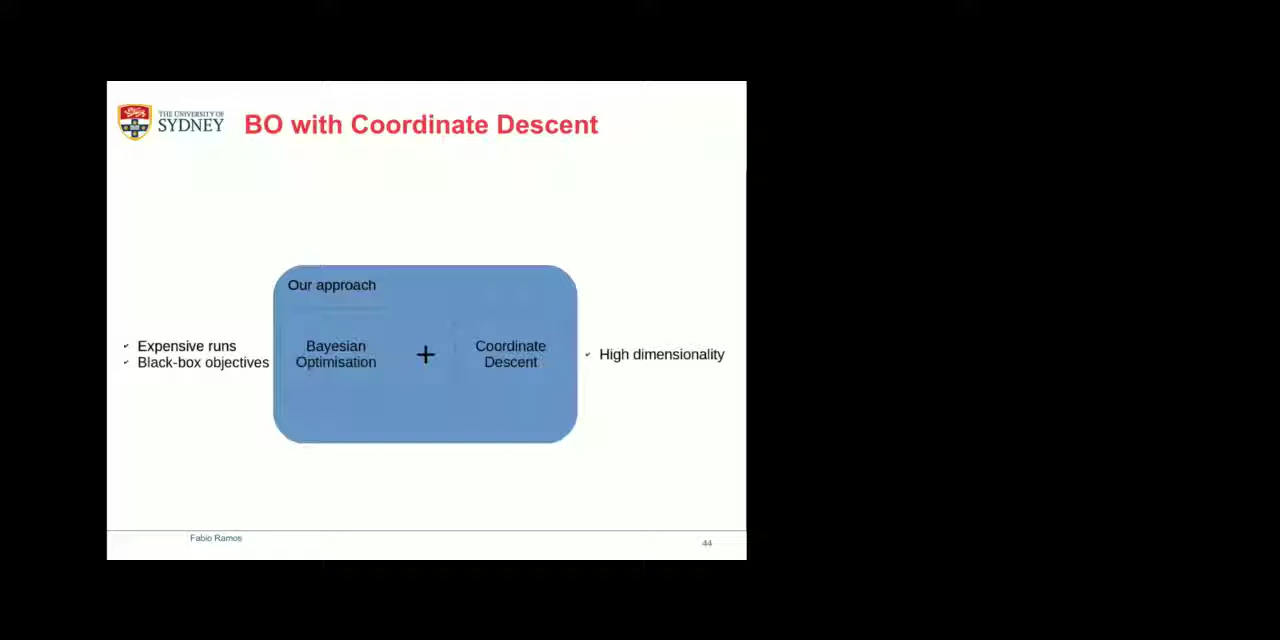 THE UNIVERSITY OF
SYDNEY
BO with Coordinate Descent
Our approach
Expensive runs
Black-box objectives
Bayesian
Optimisation
+
Coordinate
Descent
High dimensionality
Fabio Ramos
44